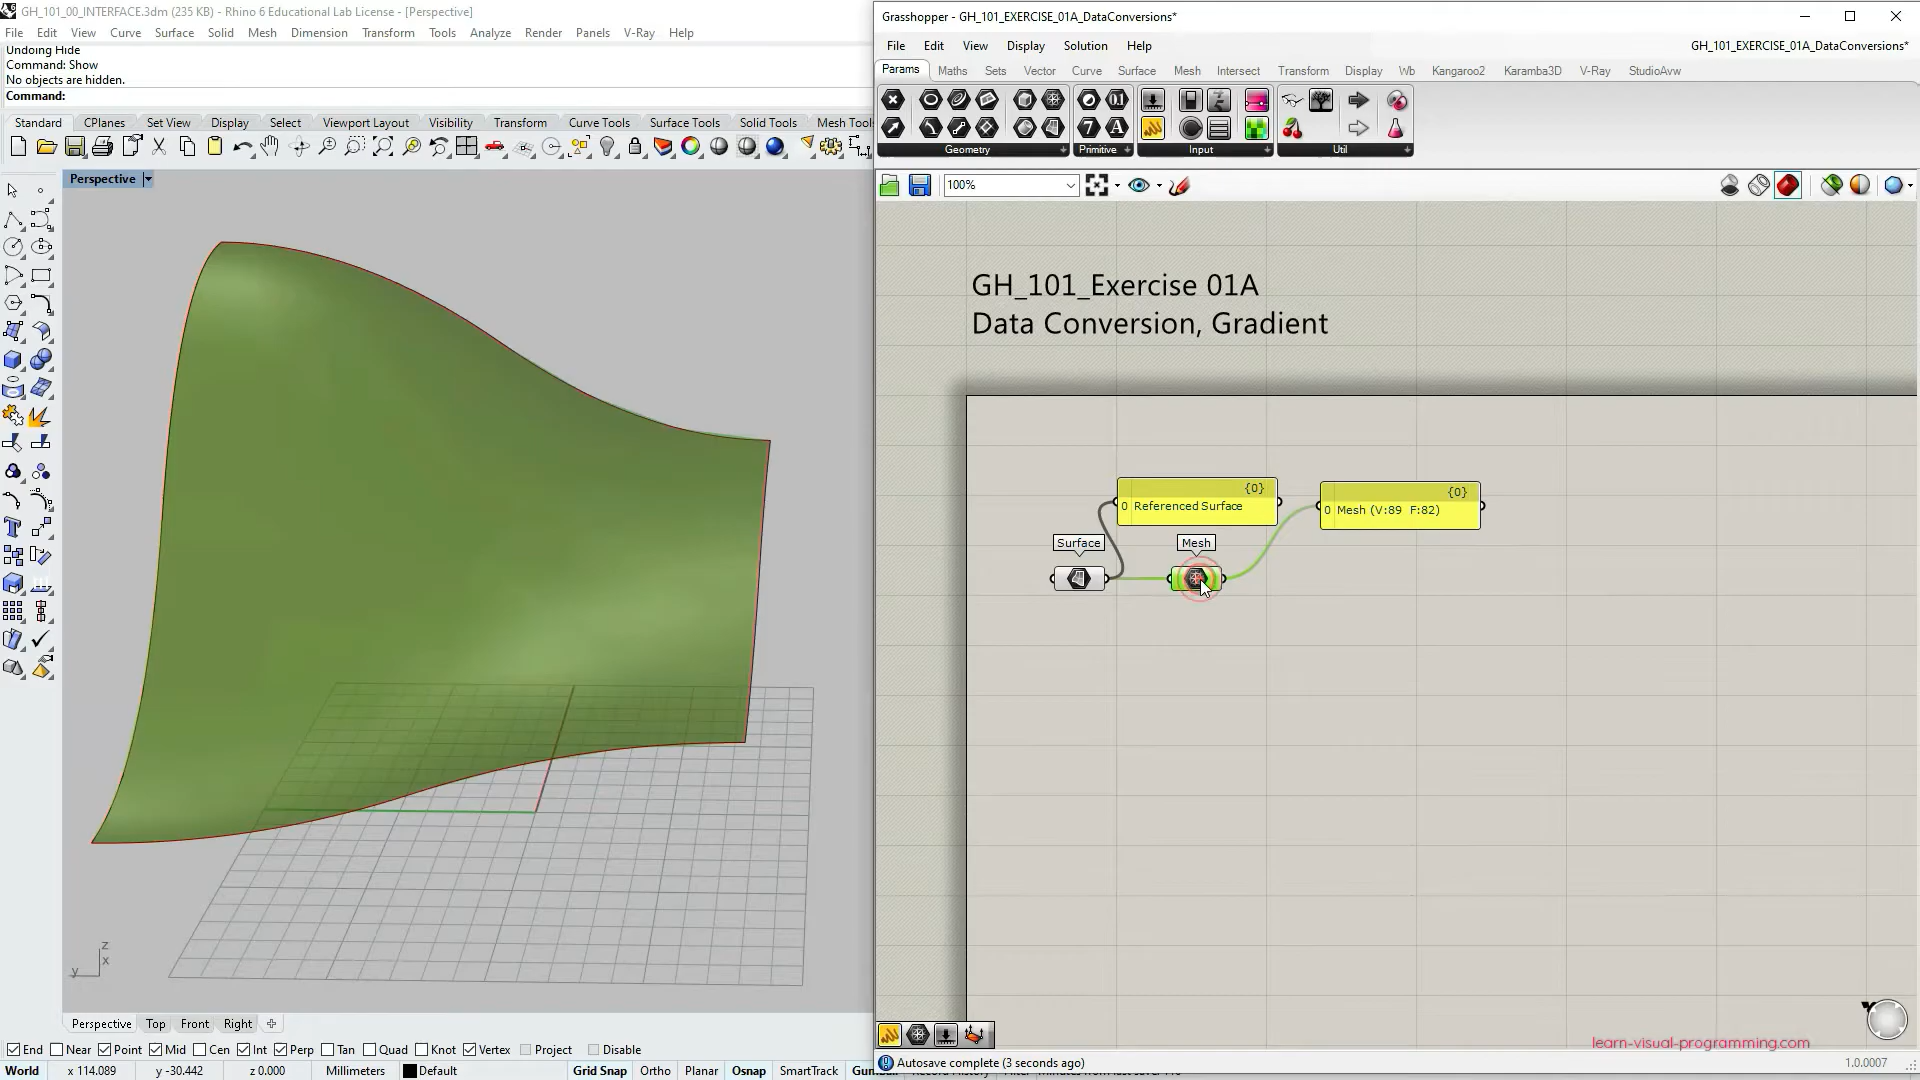 GH_101_00_INTERFACE.3dm (235 KB) - Rhino 6 Educational Lab License - [Perspective]
File Edit View Curve Surface Solid Mesh Dimension Transform Tools Analyze Render Panels V-Ray Help
Undoing Hide
Command: Show
No objects are hidden.
Command:
Standard CPlanes Set View Display Select Viewport Layout Visibility Transform Curve Tools Surface Tools Solid Tools Mesh Tools
Perspective
z
x
y
Perspective Top Front Right
End Near Point Mid Cen Int Perp Tan Quad Knot Vertex Project Disable
World x 114.089 y -30.442 z 0.000 Millimeters Default Grid Snap Ortho Planar Osnap SmartTrack
Grasshopper - GH_101_EXERCISE_01A_DataConversions*
File Edit View Display Solution Help GH_101_EXERCISE_01A_DataConversions*
Params Maths Sets Vector Curve Surface Mesh Intersect Transform Display Wb Kangaroo2 Karamba3D V-Ray StudioAvw
Geometry Primitive Input Util
100%
GH_101_Exercise 01A
Data Conversion, Gradient
{0}
0 Referenced Surface
{0}
0 Mesh (V:89 F:82)
Surface
Mesh
learn-visual-programming.com
Autosave complete (3 seconds ago)
1.0.0007